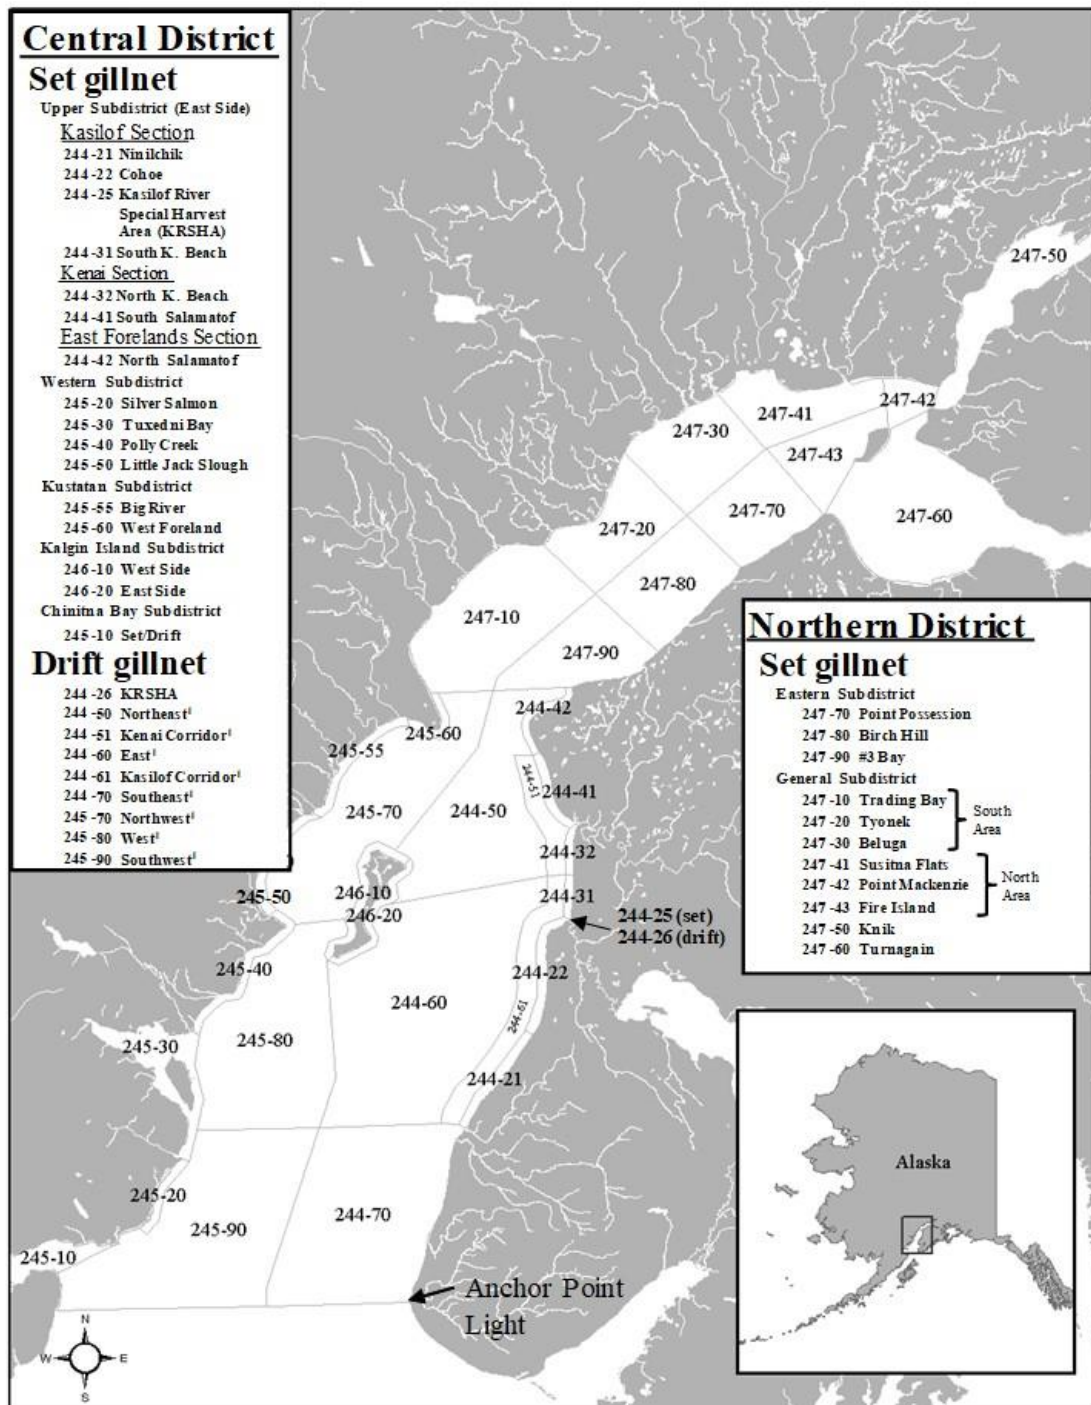 Central District
Set gillnet
Upper Subdistrict (East Side)
Kasilof Section
244-21 Ninilchik
244-22 Cohoe
244-25 Kasilof River
Special Harvest
Area (KRSHA)
244-31 South K. Beach
Kenai Section
244-32 North K. Beach
244-41 South Salamatof
East Forelands Section
244-42 North Salamatof
Western Subdistrict
245-20 Silver Salmon
245-30 Tuxedni Bay
245-40 Polly Creek
245-50 Little Jack Slough
Kustatan Subdistrict
245-55 Big River
245-60 West Foreland
Kalgin Island Subdistrict
246-10 West Side
246-20 East Side
Chinitna Bay Subdistrict
245-10 Set/Drift
Drift gillnet
244-26 KRSHA
244-50 Northeast
244-51 Kenai Corridor
244-60 East
244-61 Kasilof Corridor
244-70 Southeast
245-70 Northwest
245-80 West
245-90 Southwest
247-50
247-42
247-41
247-30
247-43
247-70
247-60
247-20
247-80
247-10
247-90
Northern District
Set gillnet
Eastern Subdistrict
247-70 Point Possession
247-80 Birch Hill
247-90 #3 Bay
General Subdistrict
247-10 Trading Bay
247-20 Tyonek
247-30 Beluga
South
Area
247-41 Susitna Flats
247-42 Point Mackenzie
247-43 Fire Island
North
Area
247-50 Knik
247-60 Turnagain
244-42
245-60
245-55
244-51
244-41
245-70
244-50
244-32
246-10
245-50
244-31
246-20
244-25 (set)
244-26 (drift)
245-40
244-22
244-60
244-61
245-80
245-30
244-21
245-20
244-70
245-90
245-10
Anchor Point
Light
N
W
E
S
Alaska